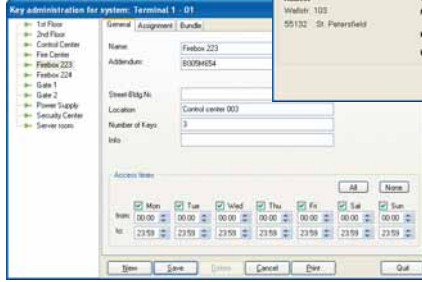 Key administration for system: Terminal 1 - 01
Wallstr. 103
55132 St. Petersfield
1st Floor
2nd Floor
Control Center
Fire Center
Firebox 223
Firebox 224
Gate 1
Gate 2
Power Supply
Security Center
Server room
General Assignment Bundle
Name Firebox 223
Addendum 8005M654
Street-Bldg.Nr.
Location Control center 003
Number of Keys 3
Info
Access times
All None
Mon Tue Wed Thu Fri Sat Sun
from: 00:00 00:00 00:00 00:00 00:00 00:00 00:00
to: 23:59 23:59 23:59 23:59 23:59 23:59 23:59
New Save Delete Cancel Print Quit